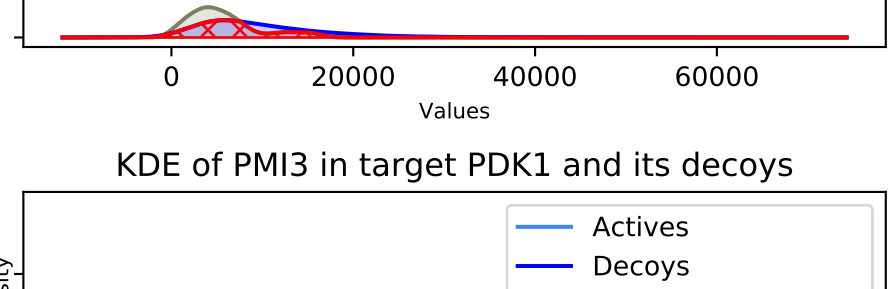 0 20000 40000 60000
Values
KDE of PMI3 in target PDK1 and its decoys
Actives
Decoys